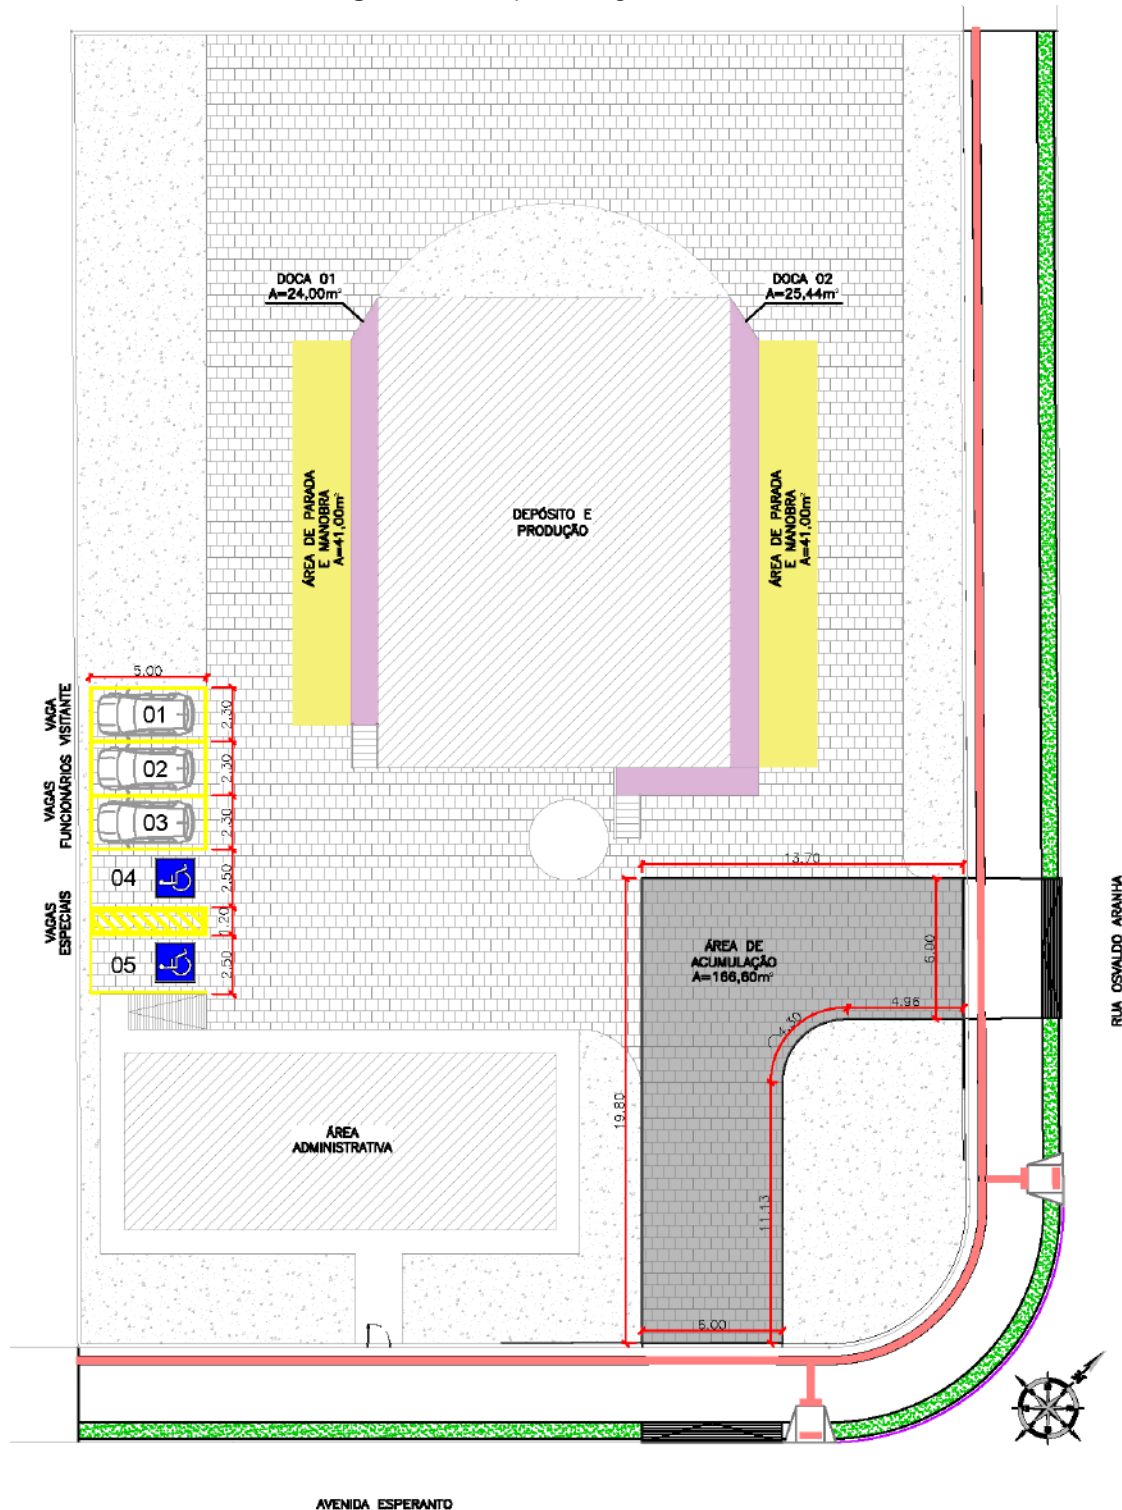 DOCA 01
A=24,00m²
DOCA 02
A=25,44m²
ÁREA DE PARADA
E MANOBRA
A=41,00m²
DEPÓSITO E
PRODUÇÃO
ÁREA DE PARADA
E MANOBRA
A=41,00m²
5.00
VAGA
VISITANTE
VAGAS
FUNCIONÁRIOS
VAGAS
ESPECIAIS
01
2.30
02
2.30
03
2.30
04
2.50
1.20
05
2.50
13.70
ÁREA DE
ACUMULAÇÃO
A=166,60m²
6.00
4.96
4.30
19.80
11.13
6.00
ÁREA
ADMINISTRATIVA
RUA OSVALDO ARANHA
N
AVENIDA ESPERANTO